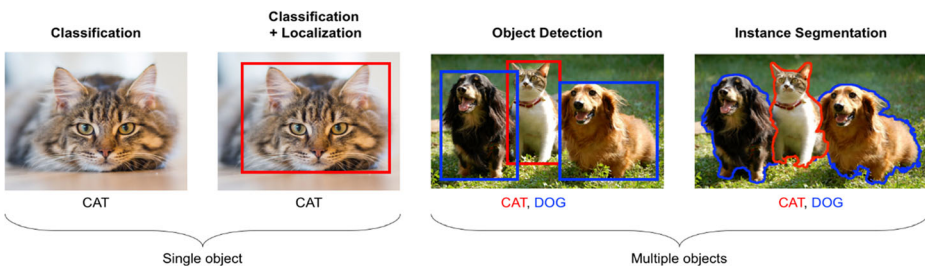 Classification
Classification
+ Localization
Object Detection
Instance Segmentation
CAT
CAT
CAT, DOG
CAT, DOG
Single object
Multiple objects